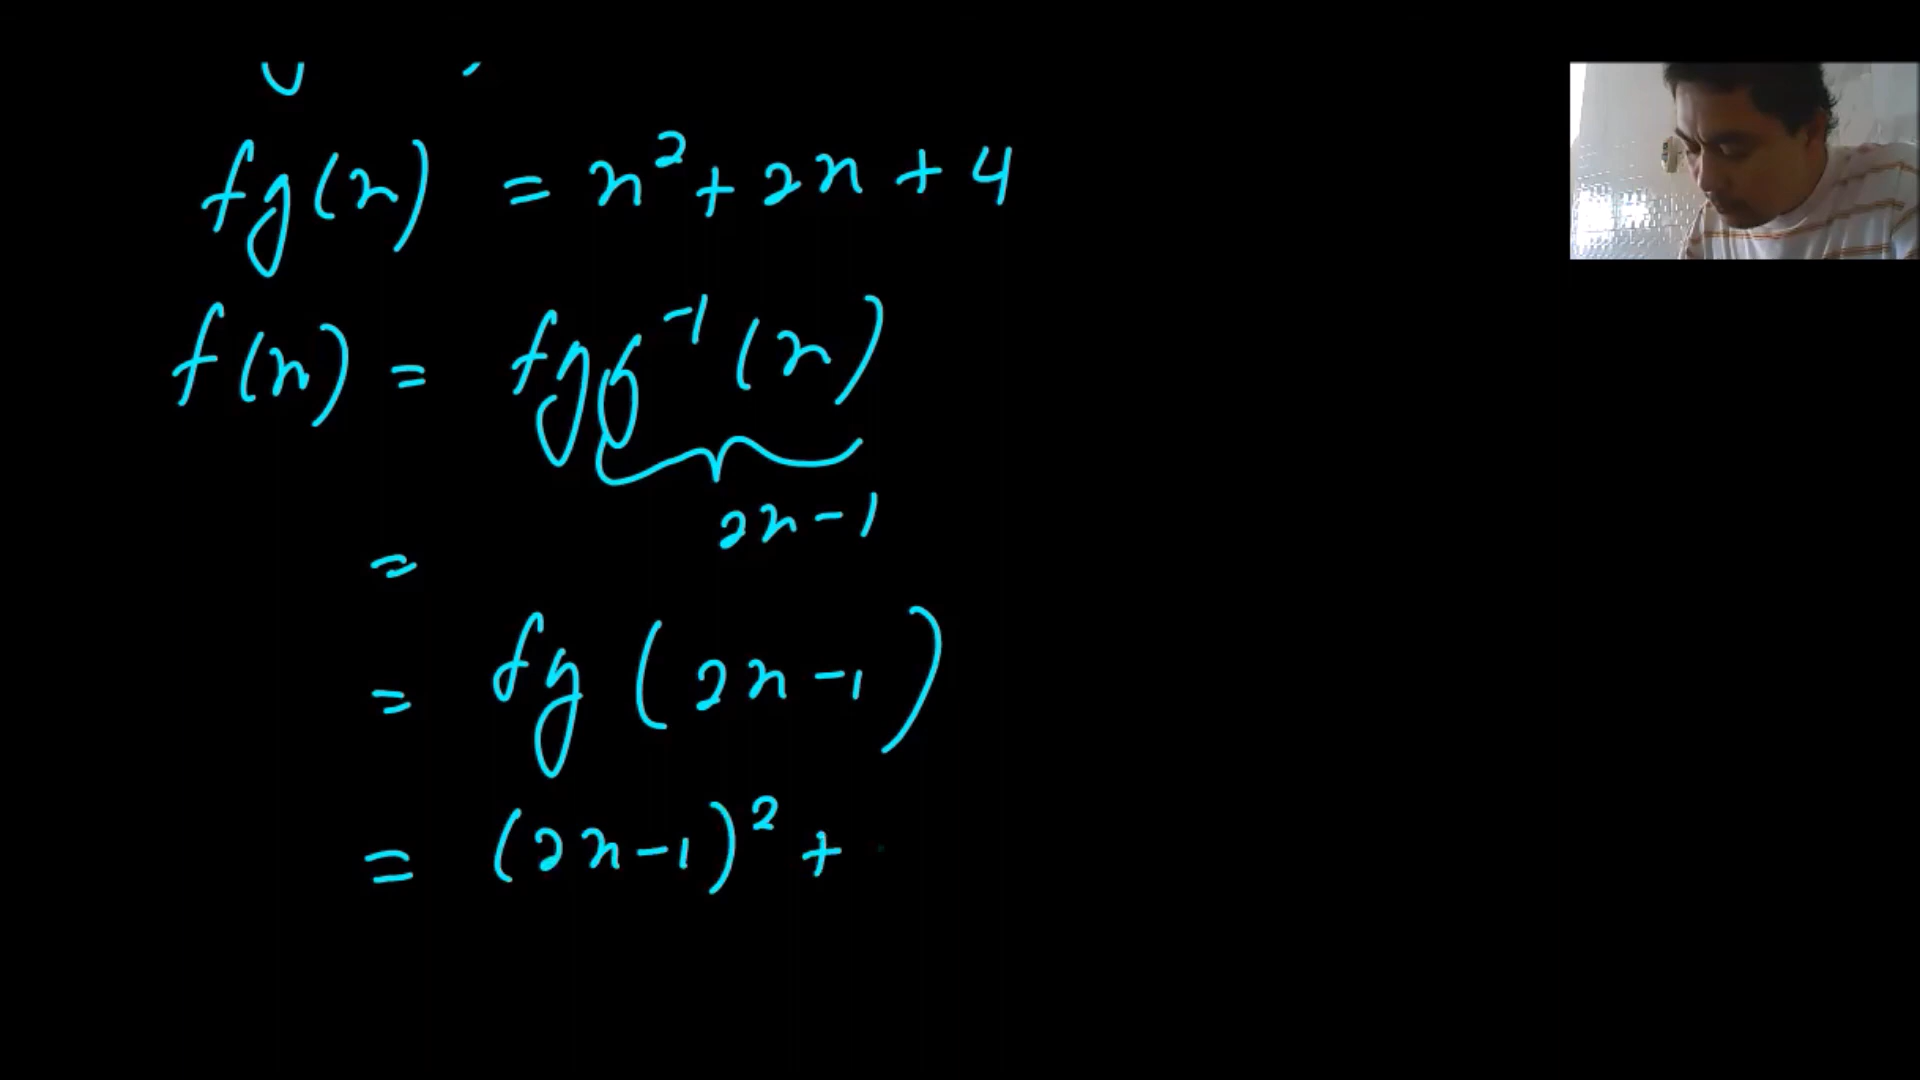 fg(x) = x² + 2x + 4
f(x) = fgg⁻¹(x)
2x - 1
=
= fg(2x - 1)
= (2x - 1)² +